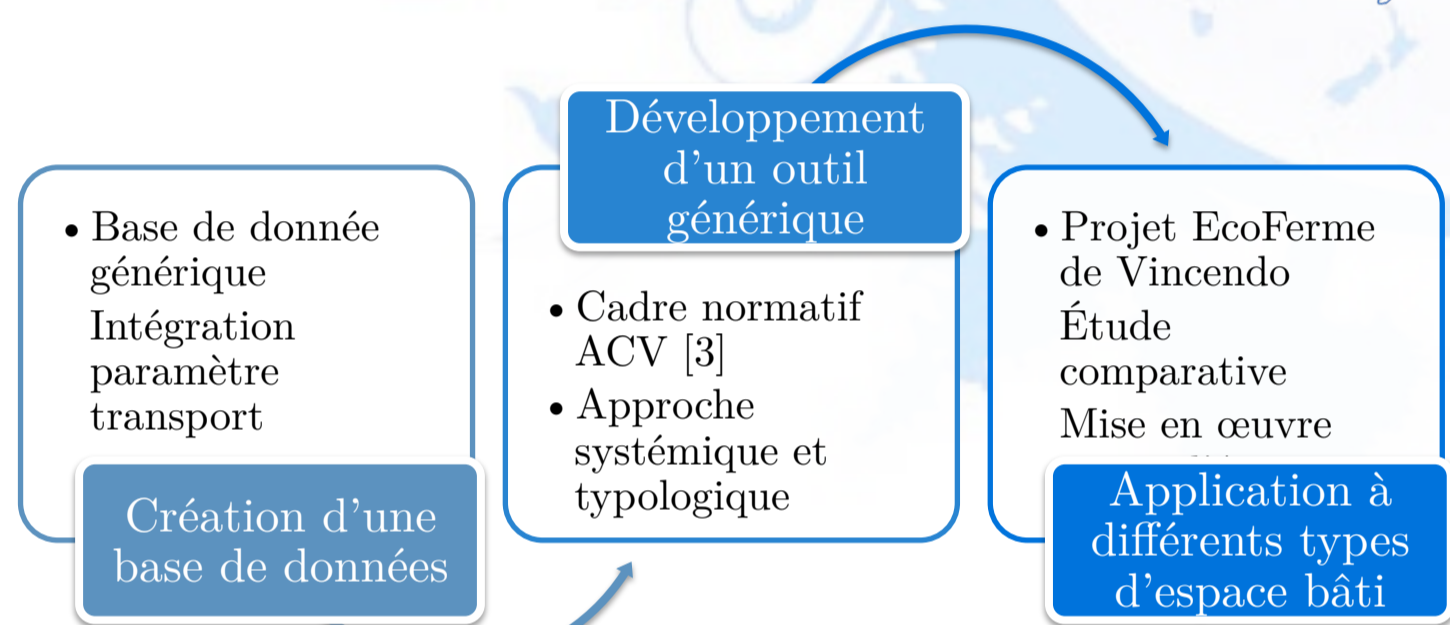 • Base de donnée
générique
Intégration
paramètre
transport
Création d'une
base de données
Développement
d'un outil
générique
• Cadre normatif
ACV [3]
• Approche
systémique et
typologique
• Projet EcoFerme
de Vincendo
Étude
comparative
Mise en œuvre
Application à
différents types
d'espace bâti